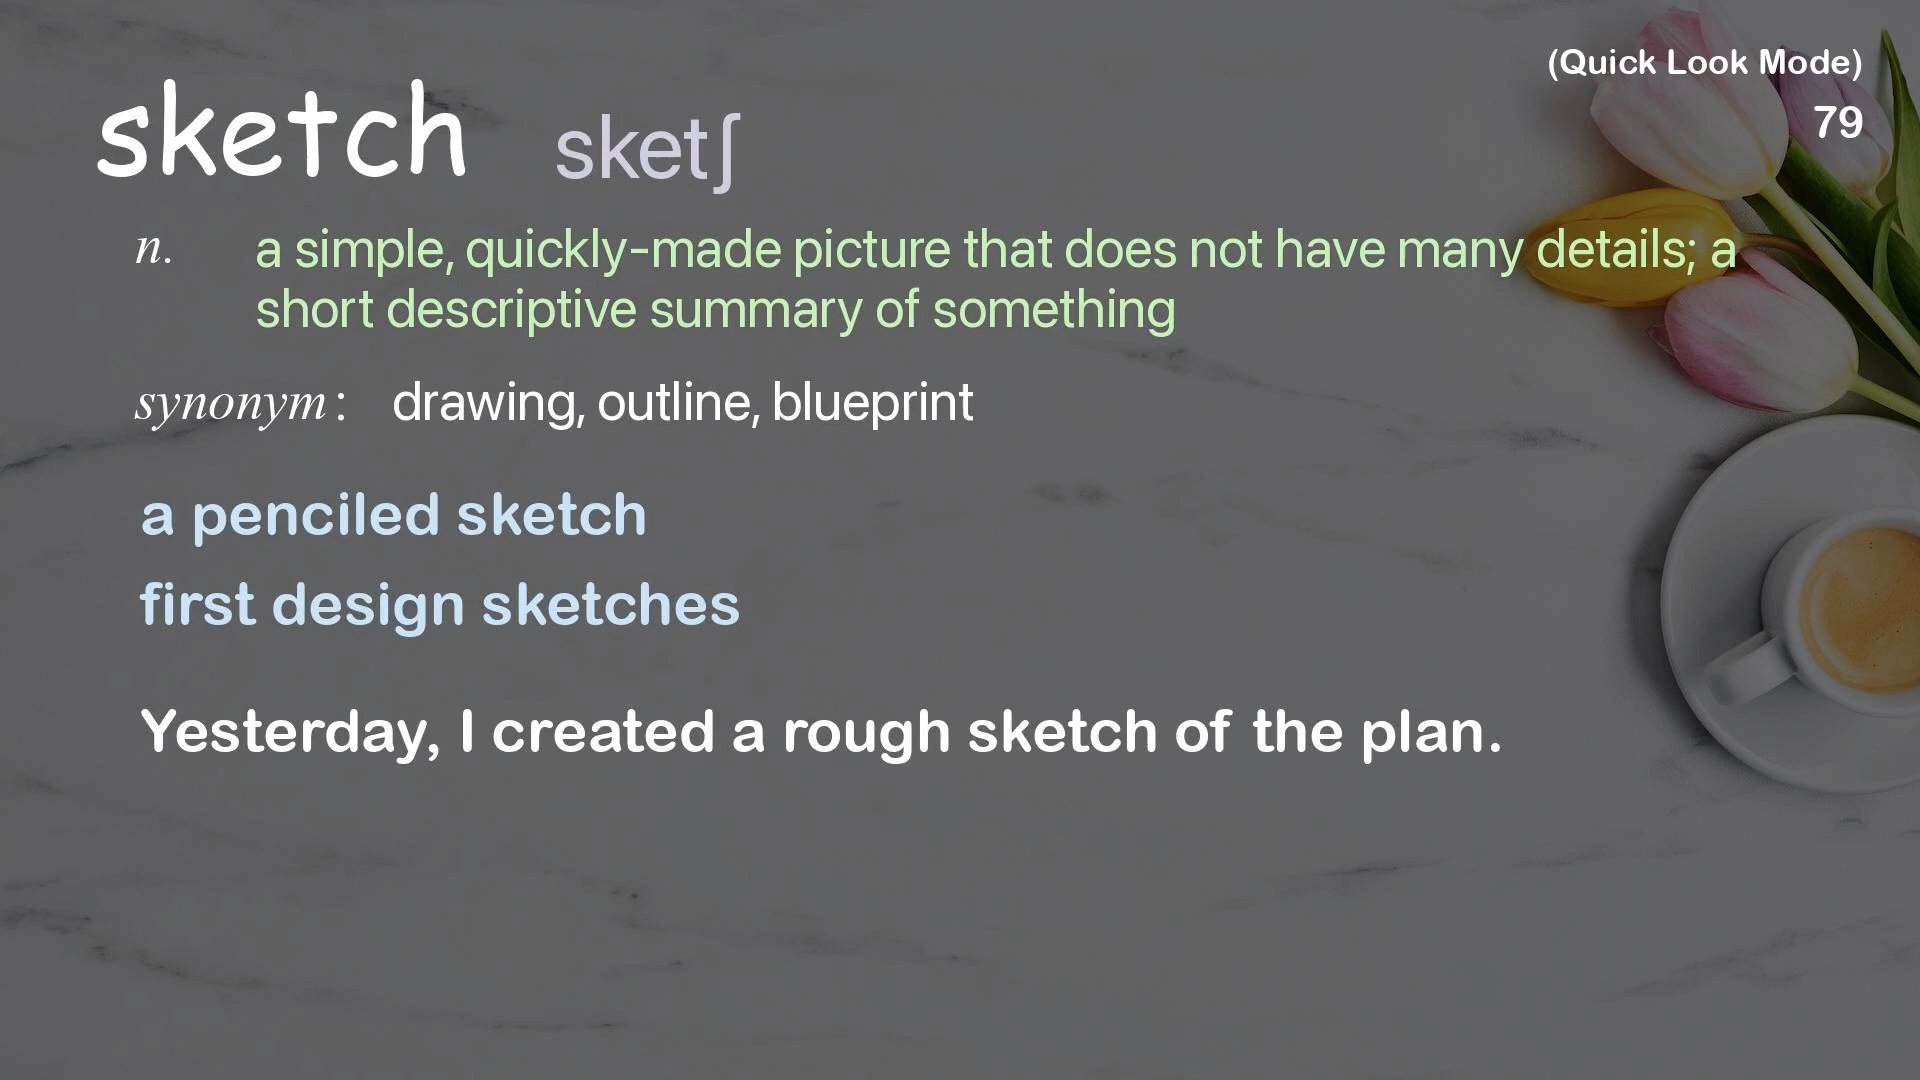 (Quick Look Mode)
79
sketch sketʃ
n. a simple, quickly-made picture that does not have many details; a
short descriptive summary of something
synonym: drawing, outline, blueprint
a penciled sketch
first design sketches
Yesterday, I created a rough sketch of the plan.